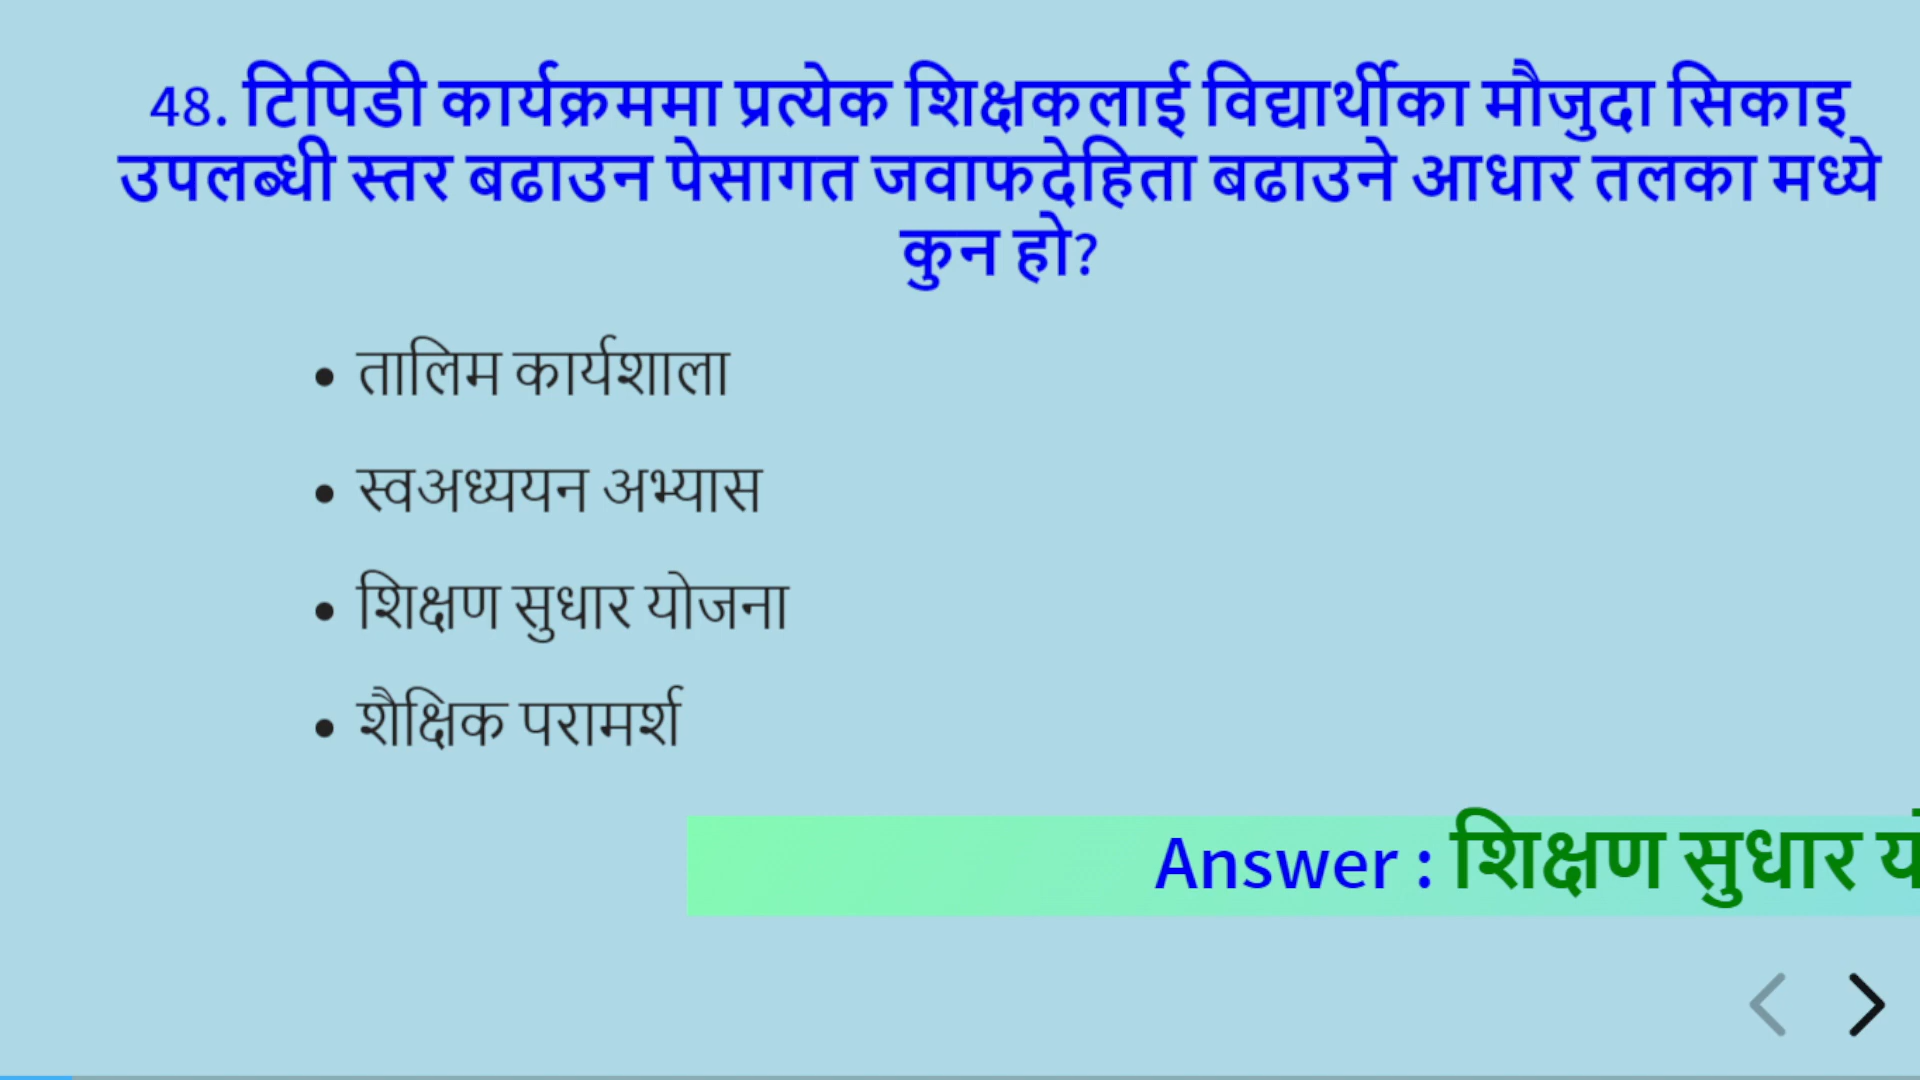 48. टिपिडी कार्यक्रममा प्रत्येक शिक्षकलाई विद्यार्थीका मौजुदा सिकाइ
उपलब्धी स्तर बढाउन पेसागत जवाफदेहिता बढाउने आधार तलका मध्ये
कुन हो?
• तालिम कार्यशाला
• स्वअध्ययन अभ्यास
• शिक्षण सुधार योजना
• शैक्षिक परामर्श
Answer : शिक्षण सुधार